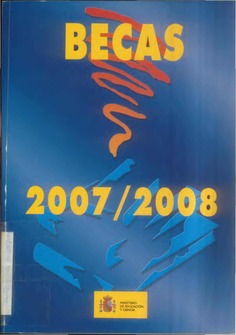 BECAS
2007/2008
MINISTERIO
DE EDUCACIÓN
Y CIENCIA